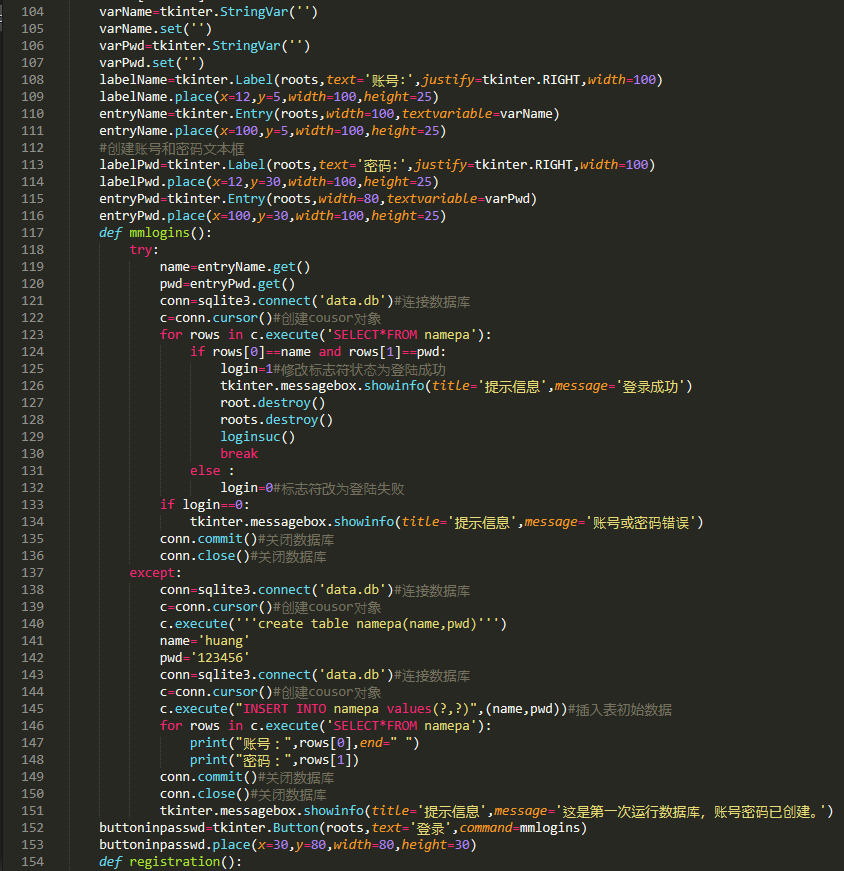 104 varName=tkinter.StringVar('')
105 varName.set('')
106 varPwd=tkinter.StringVar('')
107 varPwd.set('')
108 labelName=tkinter.Label(roots,text='账号:',justify=tkinter.RIGHT,width=100)
109 labelName.place(x=12,y=5,width=100,height=25)
110 entryName=tkinter.Entry(roots,width=100,textvariable=varName)
111 entryName.place(x=100,y=5,width=100,height=25)
112 #创建账号和密码文本框
113 labelPwd=tkinter.Label(roots,text='密码:',justify=tkinter.RIGHT,width=100)
114 labelPwd.place(x=12,y=30,width=100,height=25)
115 entryPwd=tkinter.Entry(roots,width=80,textvariable=varPwd)
116 entryPwd.place(x=100,y=30,width=100,height=25)
117 def mmlogins():
118 try:
119 name=entryName.get()
120 pwd=entryPwd.get()
121 conn=sqlite3.connect('data.db')#连接数据库
122 c=conn.cursor()#创建cousor对象
123 for rows in c.execute('SELECT*FROM namepa'):
124 if rows[0]==name and rows[1]==pwd:
125 login=1#修改标志符状态为登陆成功
126 tkinter.messagebox.showinfo(title='提示信息',message='登录成功')
127 root.destroy()
128 roots.destroy()
129 loginsuc()
130 break
131 else :
132 login=0#标志符改为登陆失败
133 if login==0:
134 tkinter.messagebox.showinfo(title='提示信息',message='账号或密码错误')
135 conn.commit()#关闭数据库
136 conn.close()#关闭数据库
137 except:
138 conn=sqlite3.connect('data.db')#连接数据库
139 c=conn.cursor()#创建cousor对象
140 c.execute('''create table namepa(name,pwd)''')
141 name='huang'
142 pwd='123456'
143 conn=sqlite3.connect('data.db')#连接数据库
144 c=conn.cursor()#创建cousor对象
145 c.execute("INSERT INTO namepa values(?,?)",(name,pwd))#插入表初始数据
146 for rows in c.execute('SELECT*FROM namepa'):
147 print("账号：",rows[0],end=" ")
148 print("密码：",rows[1])
149 conn.commit()#关闭数据库
150 conn.close()#关闭数据库
151 tkinter.messagebox.showinfo(title='提示信息',message='这是第一次运行数据库，账号密码已创建。')
152 buttoninpasswd=tkinter.Button(roots,text='登录',command=mmlogins)
153 buttoninpasswd.place(x=30,y=80,width=80,height=30)
154 def registration():